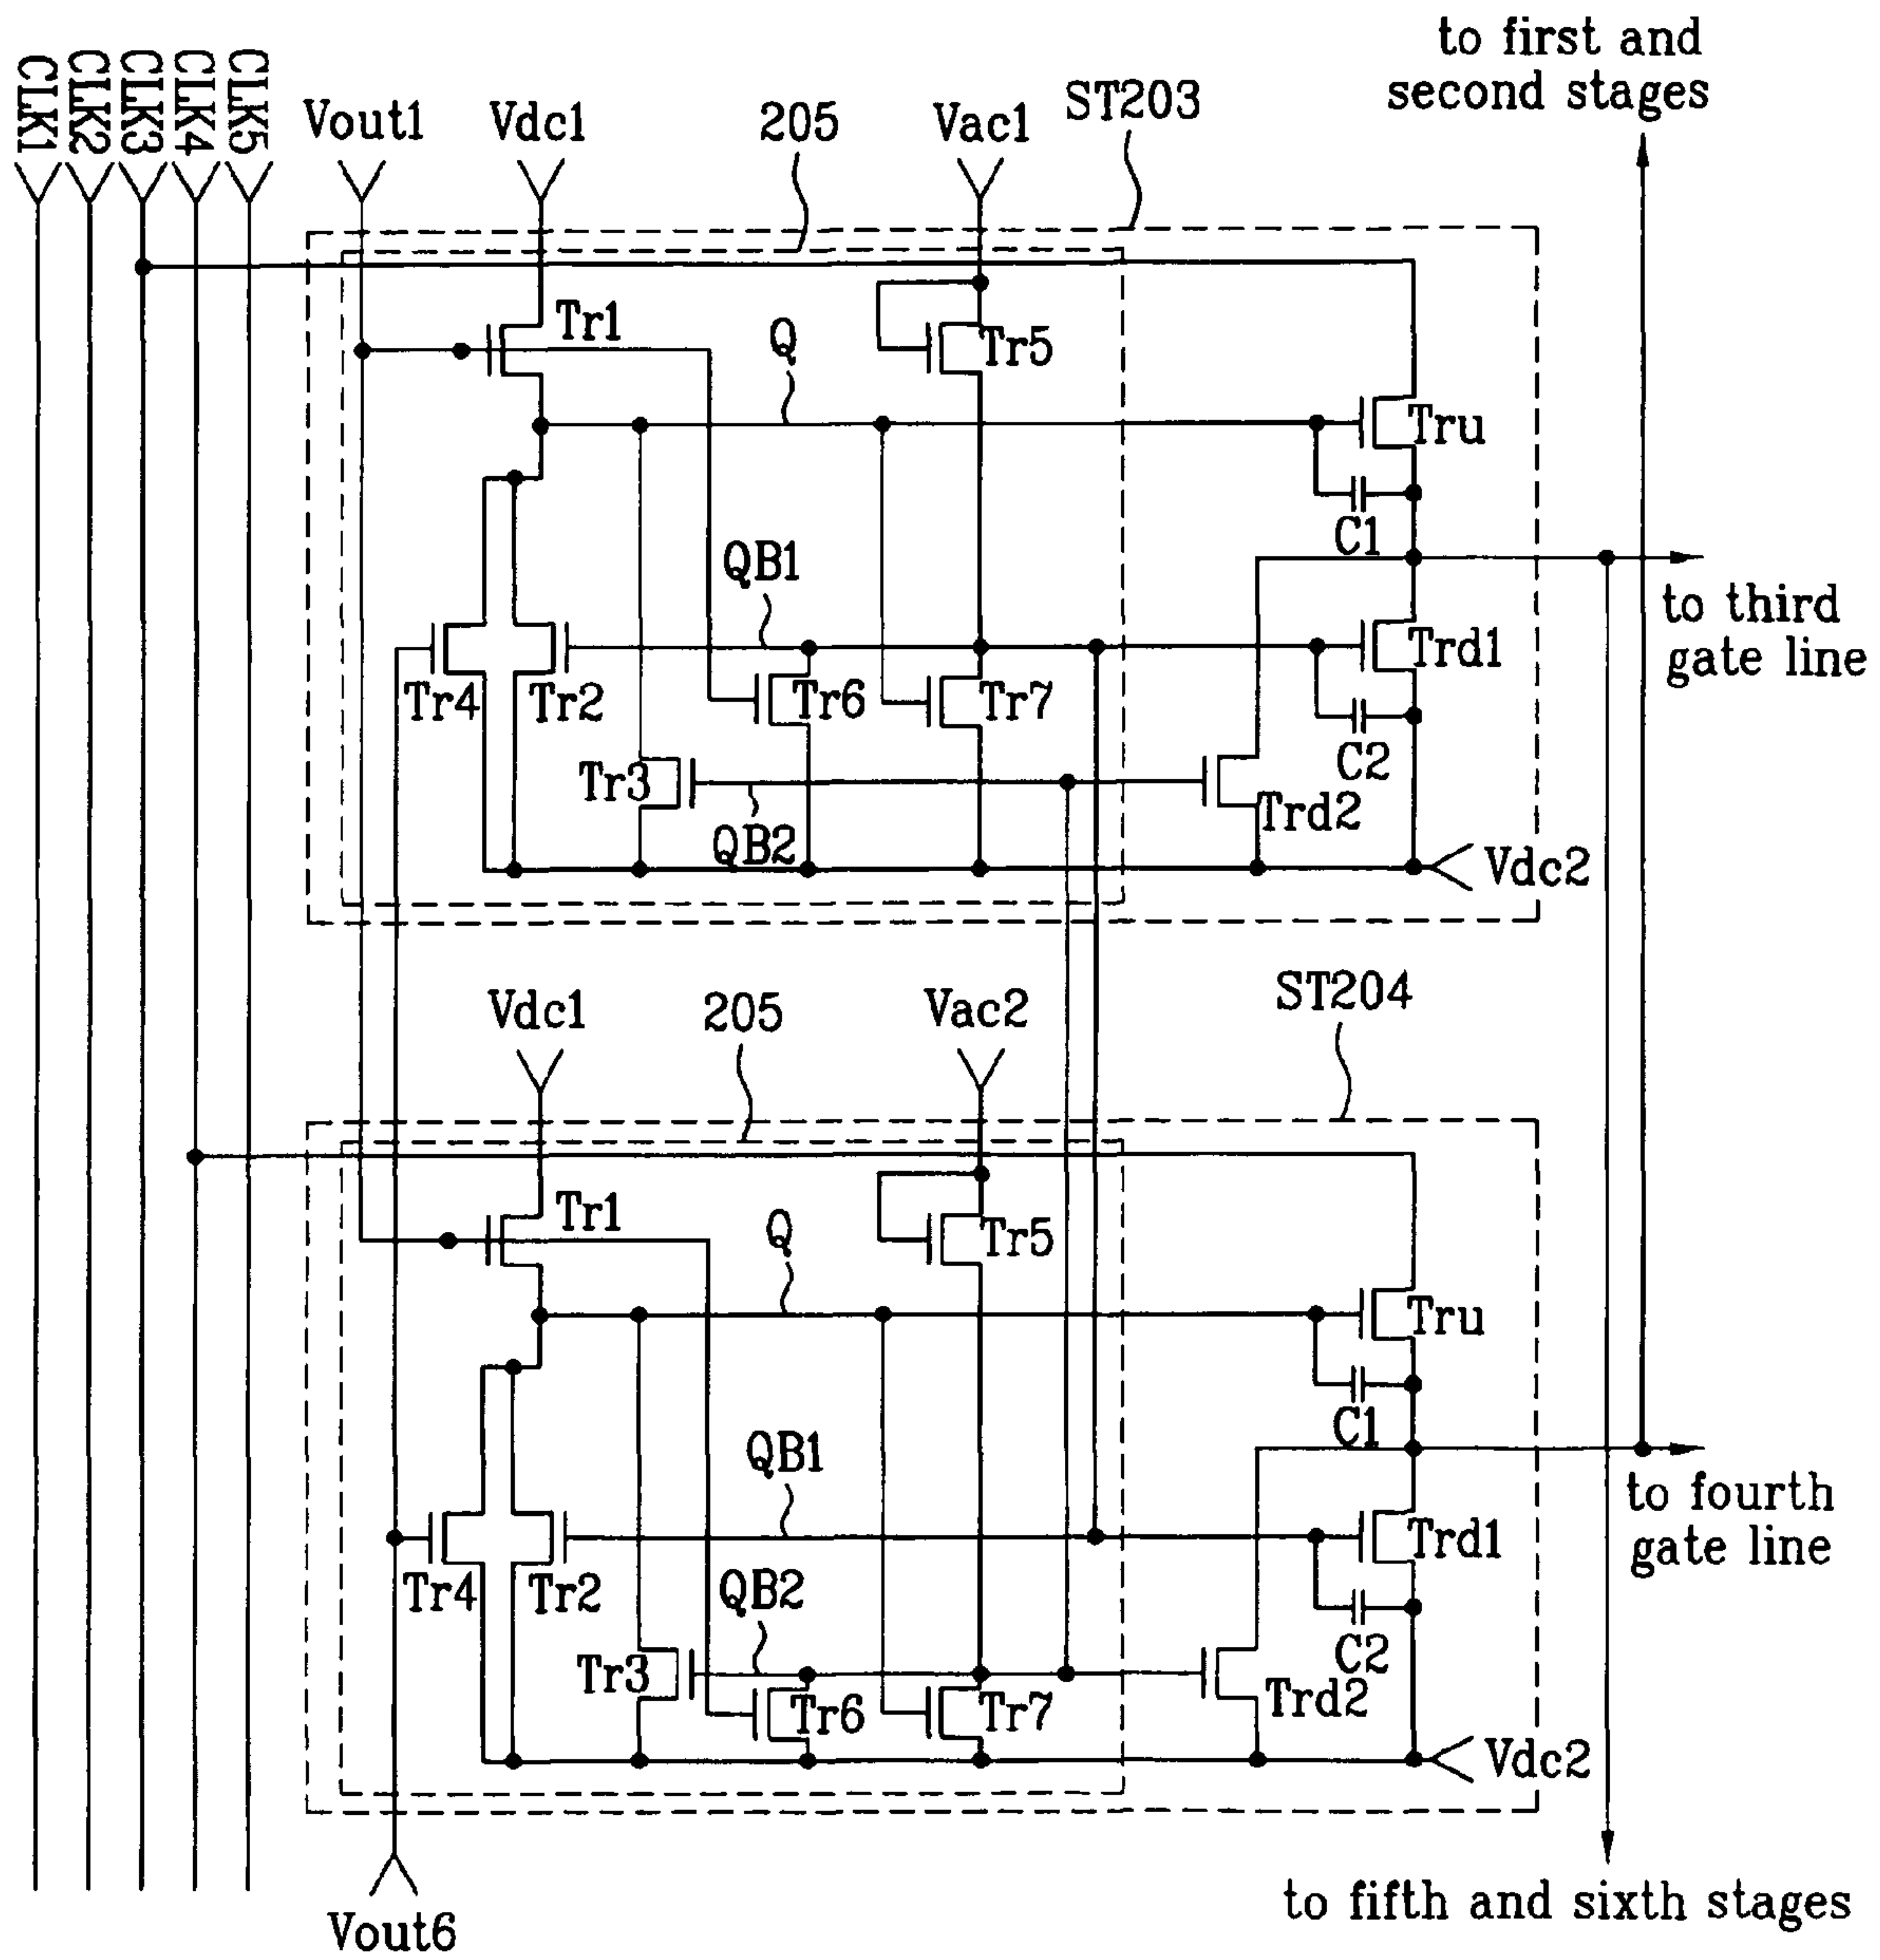 to first and
second stages
CLK1
CLK2
CLK3
CLK4
CLK5
Vout1
Vdc1
205
Vac1
ST203
Tr1
Q
Tr5
Tru
C1
QB1
to third
gate line
Trd1
Tr4
Tr2
Tr6
Tr7
C2
Tr3
Trd2
QB2
Vdc2
Vdc1
205
Vac2
ST204
Tr1
Q
Tr5
Tru
C1
QB1
to fourth
gate line
Trd1
Tr4
Tr2
QB2
C2
Tr3
Tr6
Tr7
Trd2
Vdc2
to fifth and sixth stages
Vout6